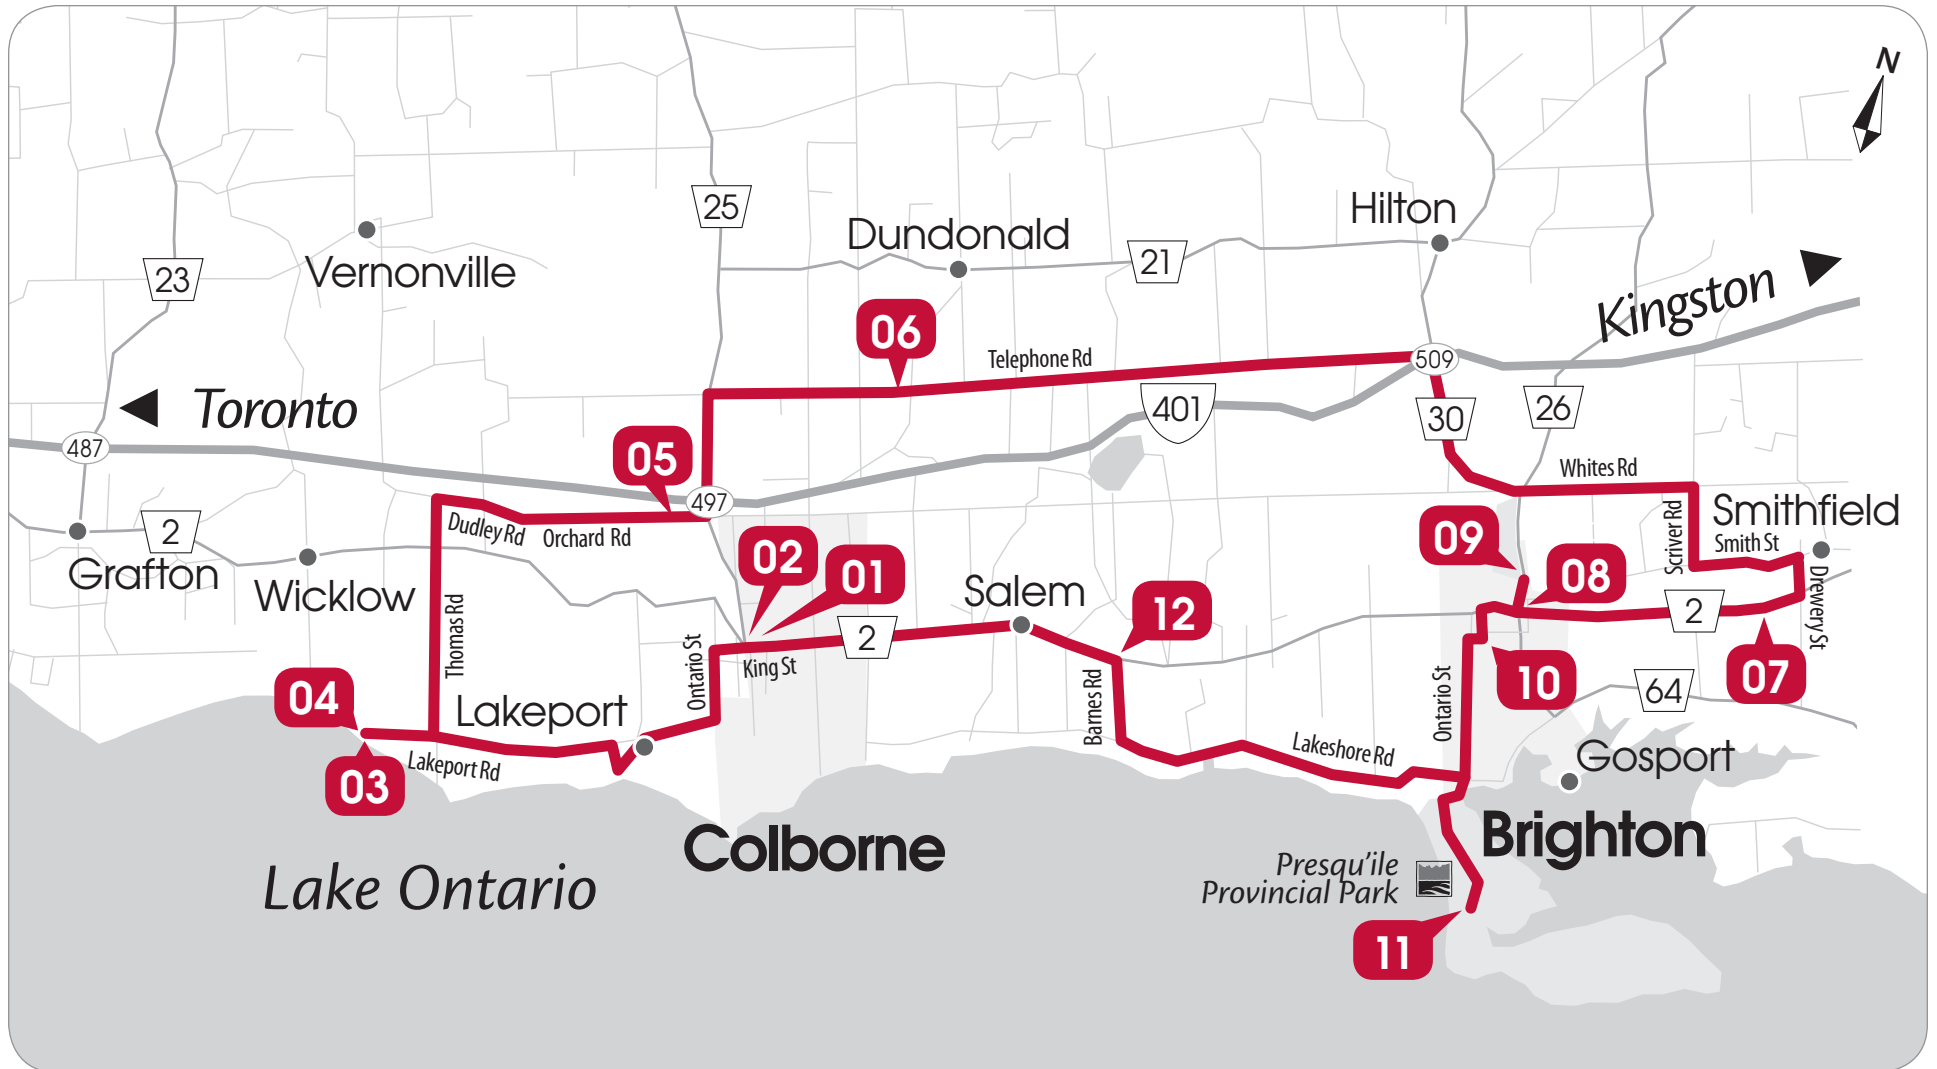 N
25
Hilton
Dundonald
21
23
Vernonville
Kingston
06
Telephone Rd
509
Toronto
401
30
26
487
05
Whites Rd
497
Smithfield
2
Dudley Rd
Orchard Rd
09
Scriver Rd
Smith St
02
01
08
Grafton
Wicklow
Salem
12
2
Drewery St
Thomas Rd
2
Ontario St
King St
04
Lakeport
Barnes Rd
Ontario St
10
64
07
03
Lakeport Rd
Lakeshore Rd
Gosport
Colborne
Brighton
Lake Ontario
Presqu'ile
Provincial Park
11